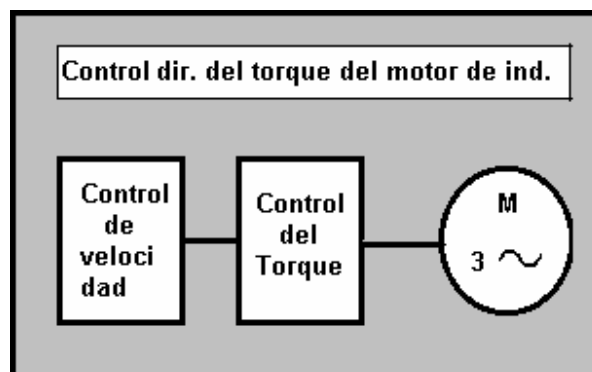 Control dir. del torque del motor de ind.
Control
de
veloci
dad
Control
del
Torque
M
3 ~